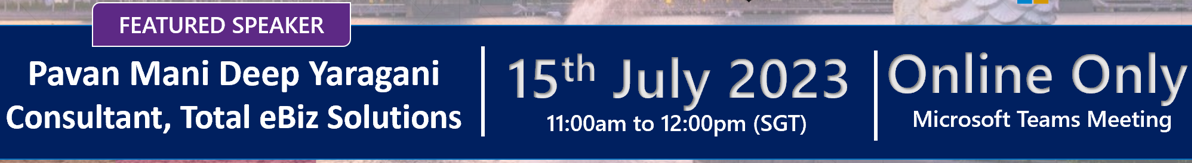 FEATURED SPEAKER
Pavan Mani Deep Yaragani
Consultant, Total eBiz Solutions
15th July 2023
11:00am to 12:00pm (SGT)
Online Only
Microsoft Teams Meeting